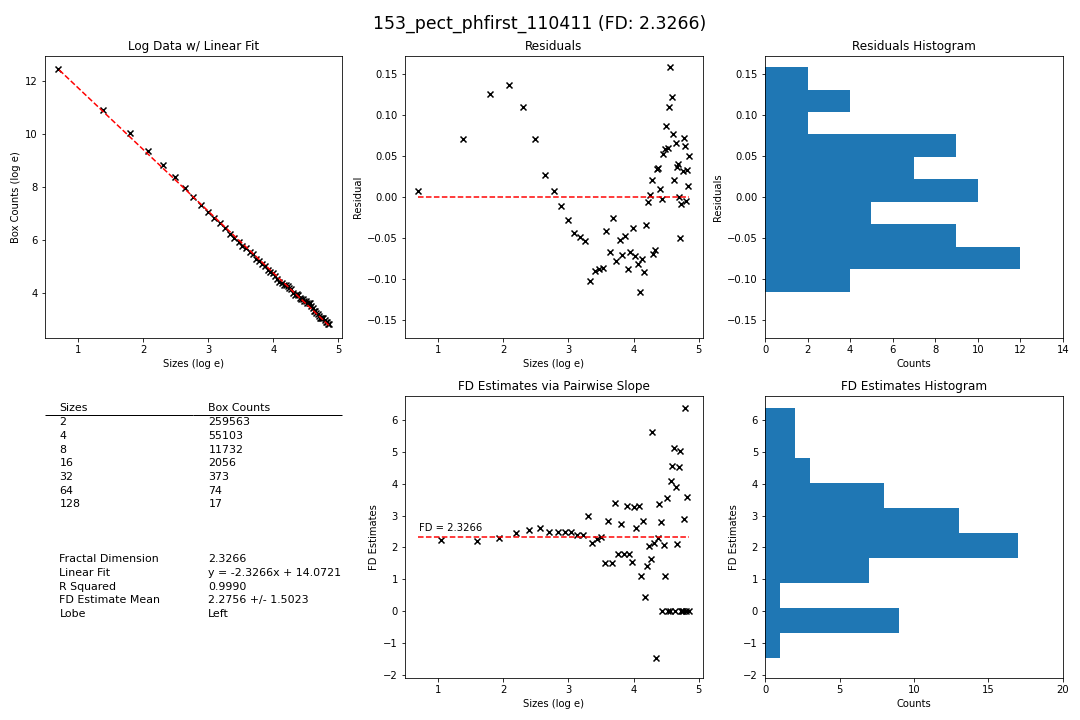 153_pect_phfirst_110411 (FD: 2.3266)
Log Data w/ Linear Fit
12
10
8
6
4
Box Counts (log e)
1 2 3 4 5
Sizes (log e)
Residuals
0.15
0.10
0.05
0.00
−0.05
−0.10
−0.15
Residual
1 2 3 4 5
Sizes (log e)
Residuals Histogram
0.15
0.10
0.05
0.00
−0.05
−0.10
−0.15
Residuals
0 2 4 6 8 10 12 14
Counts
Sizes Box Counts
2 259563
4 55103
8 11732
16 2056
32 373
64 74
128 17
Fractal Dimension 2.3266
Linear Fit y = -2.3266x + 14.0721
R Squared 0.9990
FD Estimate Mean 2.2756 +/- 1.5023
Lobe Left
FD Estimates via Pairwise Slope
6
5
4
3
2
1
0
−1
−2
FD Estimates
FD = 2.3266
1 2 3 4 5
Sizes (log e)
FD Estimates Histogram
6
5
4
3
2
1
0
−1
−2
FD Estimates
0 5 10 15 20
Counts